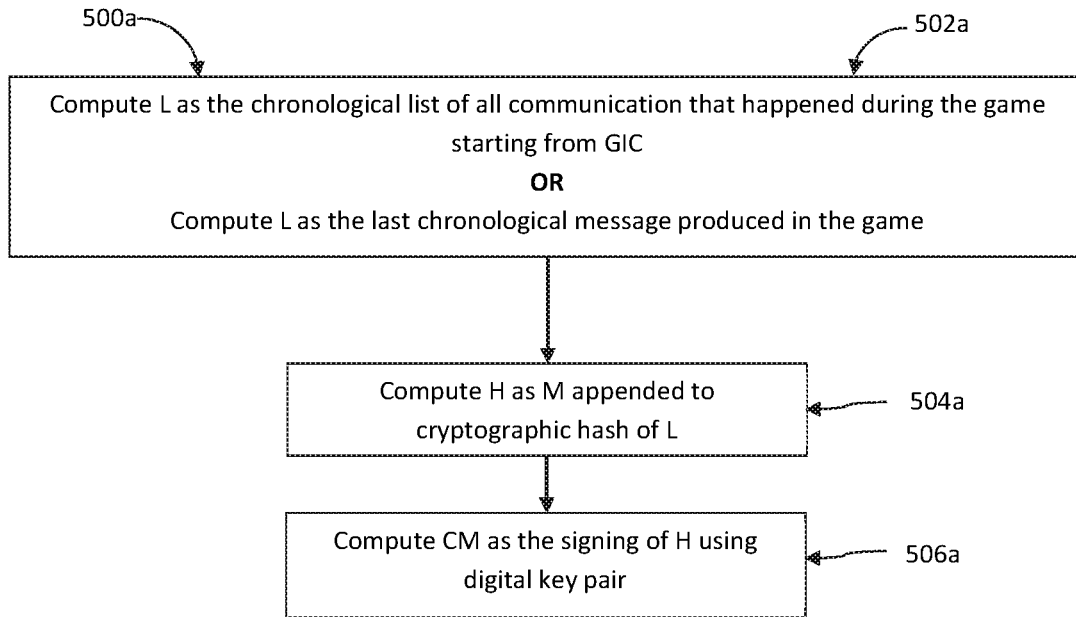 500a
502a
Compute L as the chronological list of all communication that happened during the game
starting from GIC
OR
Compute L as the last chronological message produced in the game
Compute H as M appended to
cryptographic hash of L
504a
Compute CM as the signing of H using
digital key pair
506a